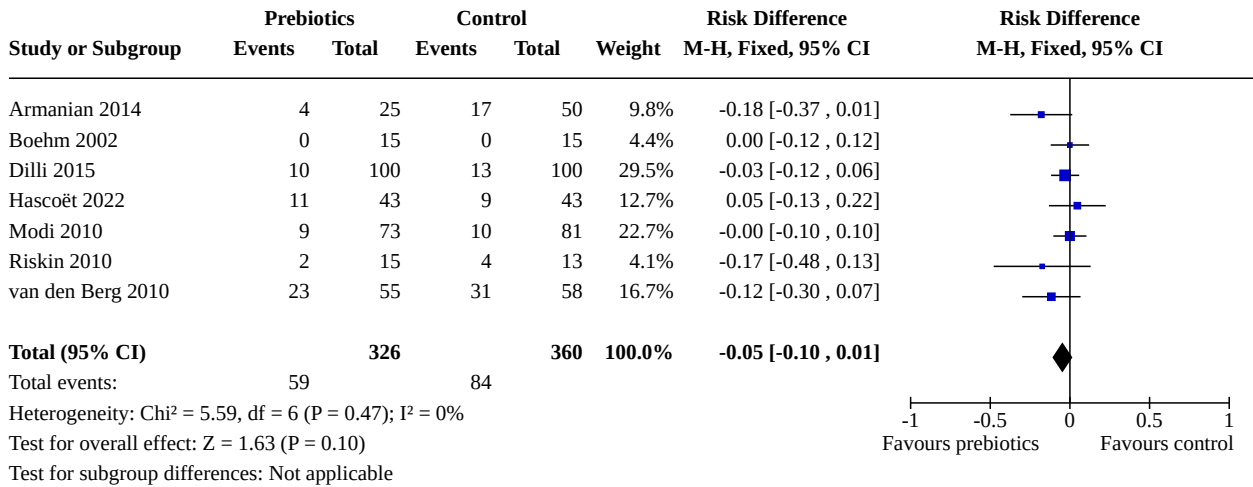 Prebiotics Control Risk Difference Risk Difference
Study or Subgroup Events Total Events Total Weight M-H, Fixed, 95% CI M-H, Fixed, 95% CI
Armanian 2014 4 25 17 50 9.8% -0.18 [-0.37 , 0.01]
Boehm 2002 0 15 0 15 4.4% 0.00 [-0.12 , 0.12]
Dilli 2015 10 100 13 100 29.5% -0.03 [-0.12 , 0.06]
Hascoët 2022 11 43 9 43 12.7% 0.05 [-0.13 , 0.22]
Modi 2010 9 73 10 81 22.7% -0.00 [-0.10 , 0.10]
Riskin 2010 2 15 4 13 4.1% -0.17 [-0.48 , 0.13]
van den Berg 2010 23 55 31 58 16.7% -0.12 [-0.30 , 0.07]
Total (95% CI) 326 360 100.0% -0.05 [-0.10 , 0.01]
Total events: 59 84
Heterogeneity: Chi² = 5.59, df = 6 (P = 0.47); I² = 0%
-1 -0.5 0 0.5 1
Test for overall effect: Z = 1.63 (P = 0.10) Favours prebiotics Favours control
Test for subgroup differences: Not applicable